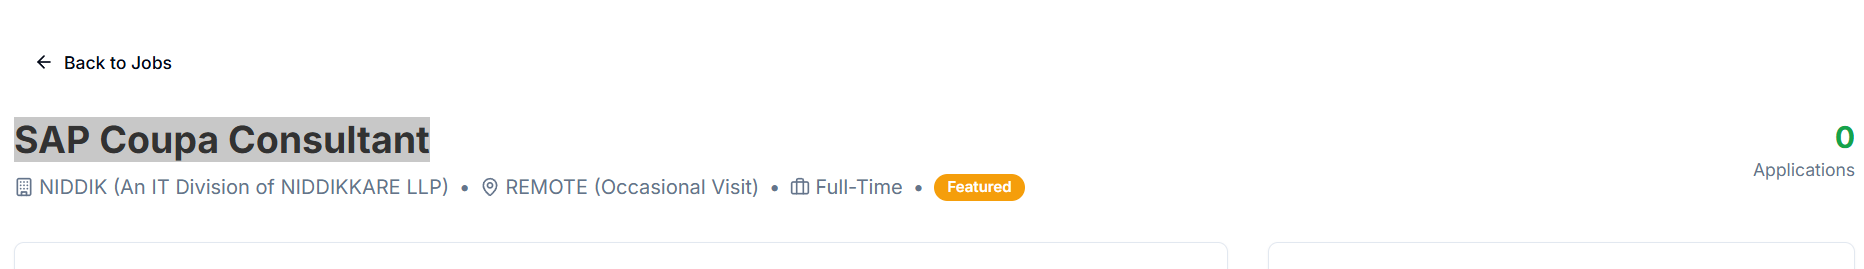 Back to Jobs
SAP Coupa Consultant
0
NIDDIK (An IT Division of NIDDIKKARE LLP) • REMOTE (Occasional Visit) • Full-Time • Featured
Applications